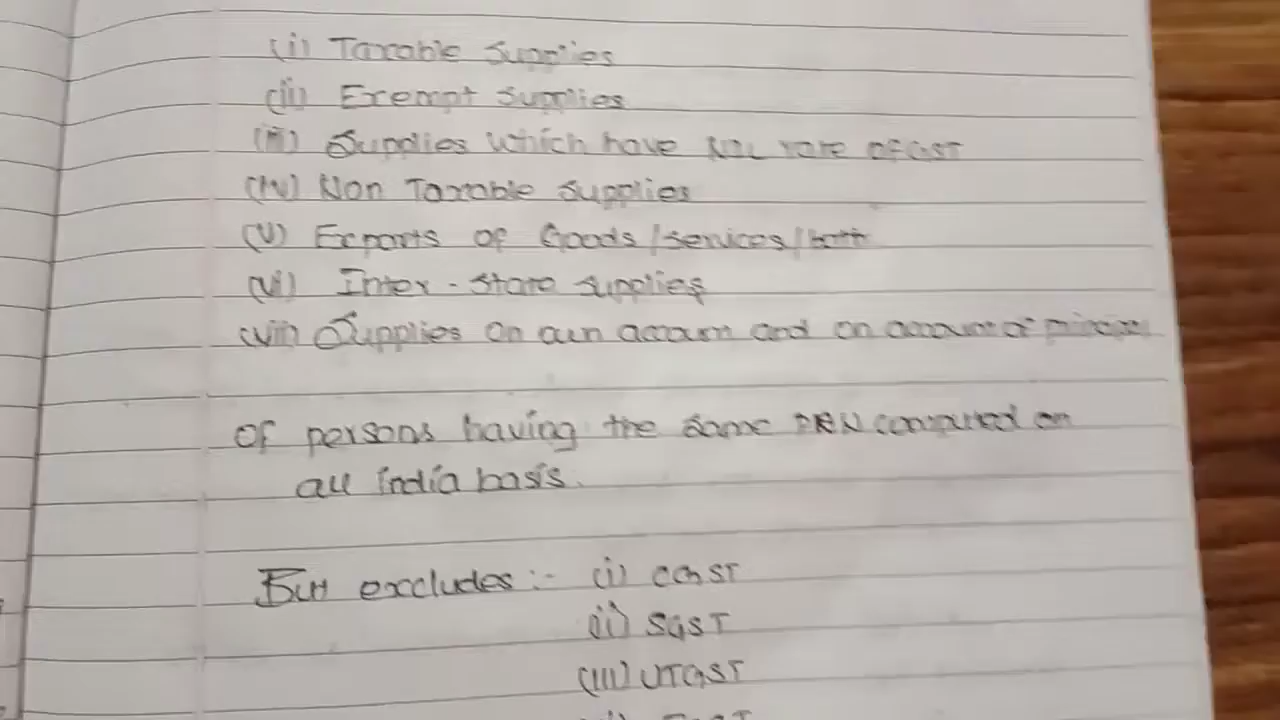 (i) Taxable Supplies
(ii) Exempt Supplies
(iii) Supplies which have NIL rate of GST
(iv) Non Taxable Supplies
(v) Exports of Goods/services/both
(vi) Inter-State supplies
(vii) Supplies on own account and on account of
of persons having the same computed on
all india basis.
But excludes:- (i) CGST
(ii) SGST
(iii) UTGST